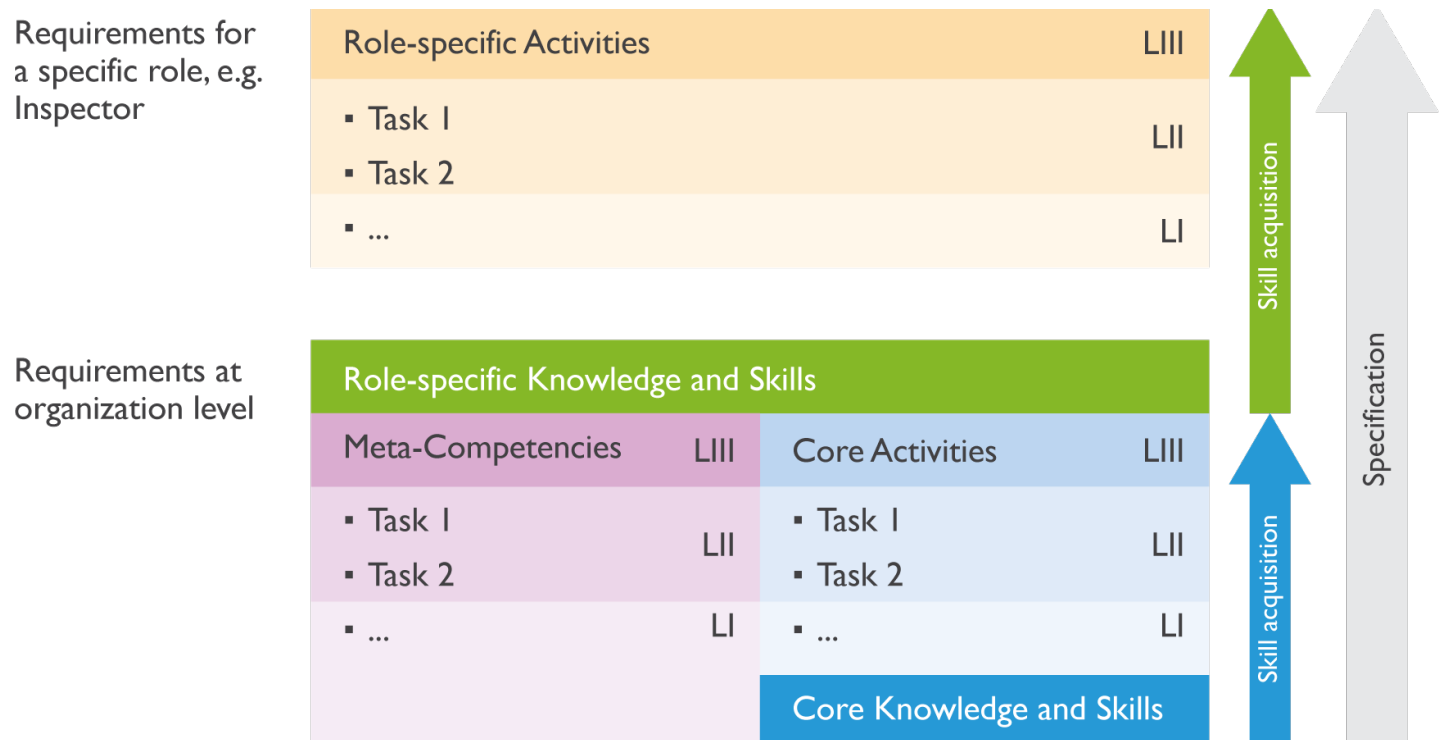 Requirements for
a specific role, e.g.
Inspector
Role-specific Activities LIII
▪ Task 1
▪ Task 2
LII
▪ ...
LI
Skill acquisition
Specification
Requirements at
organization level
Role-specific Knowledge and Skills
Meta-Competencies LIII
▪ Task 1
▪ Task 2
LII
▪ ...
LI
Core Activities LIII
▪ Task 1
▪ Task 2
LII
▪ ...
LI
Core Knowledge and Skills
Skill acquisition